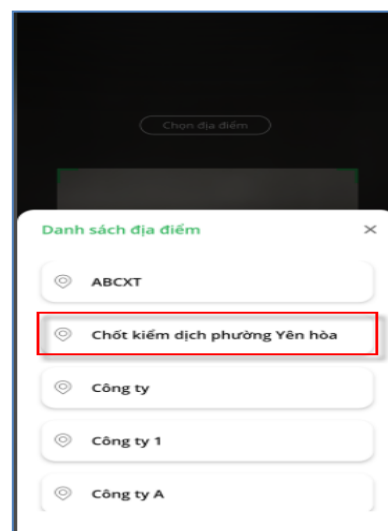 Chọn địa điểm
Danh sách địa điểm
ABCXT
Chốt kiểm dịch phường Yên hòa
Công ty
Công ty 1
Công ty A